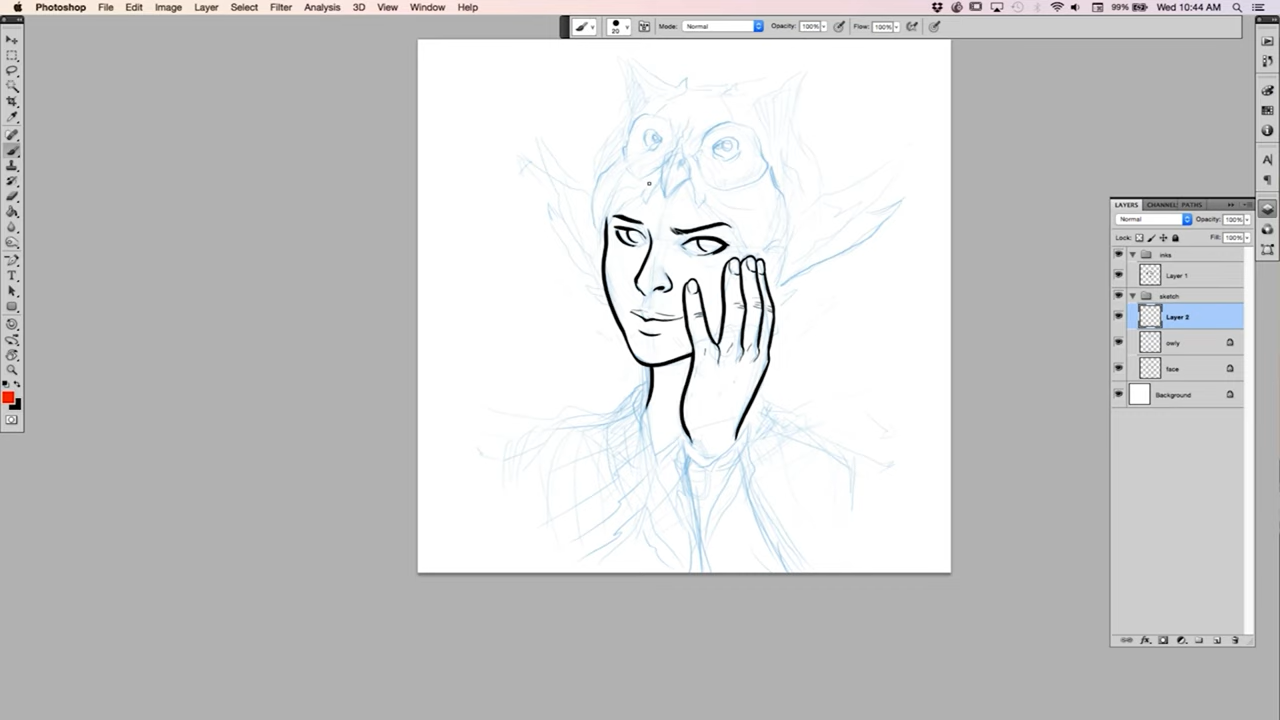 Photoshop File Edit Image Layer Select Filter Analysis 3D View Window Help 99% Wed 10:44 AM
20 Mode: Normal Opacity: 100% Flow: 100%
LAYERS CHANNEL PATHS
Normal Opacity: 100%
Lock: Fill: 100%
inks
Layer 1
sketch
Layer 2
owly
face
Background